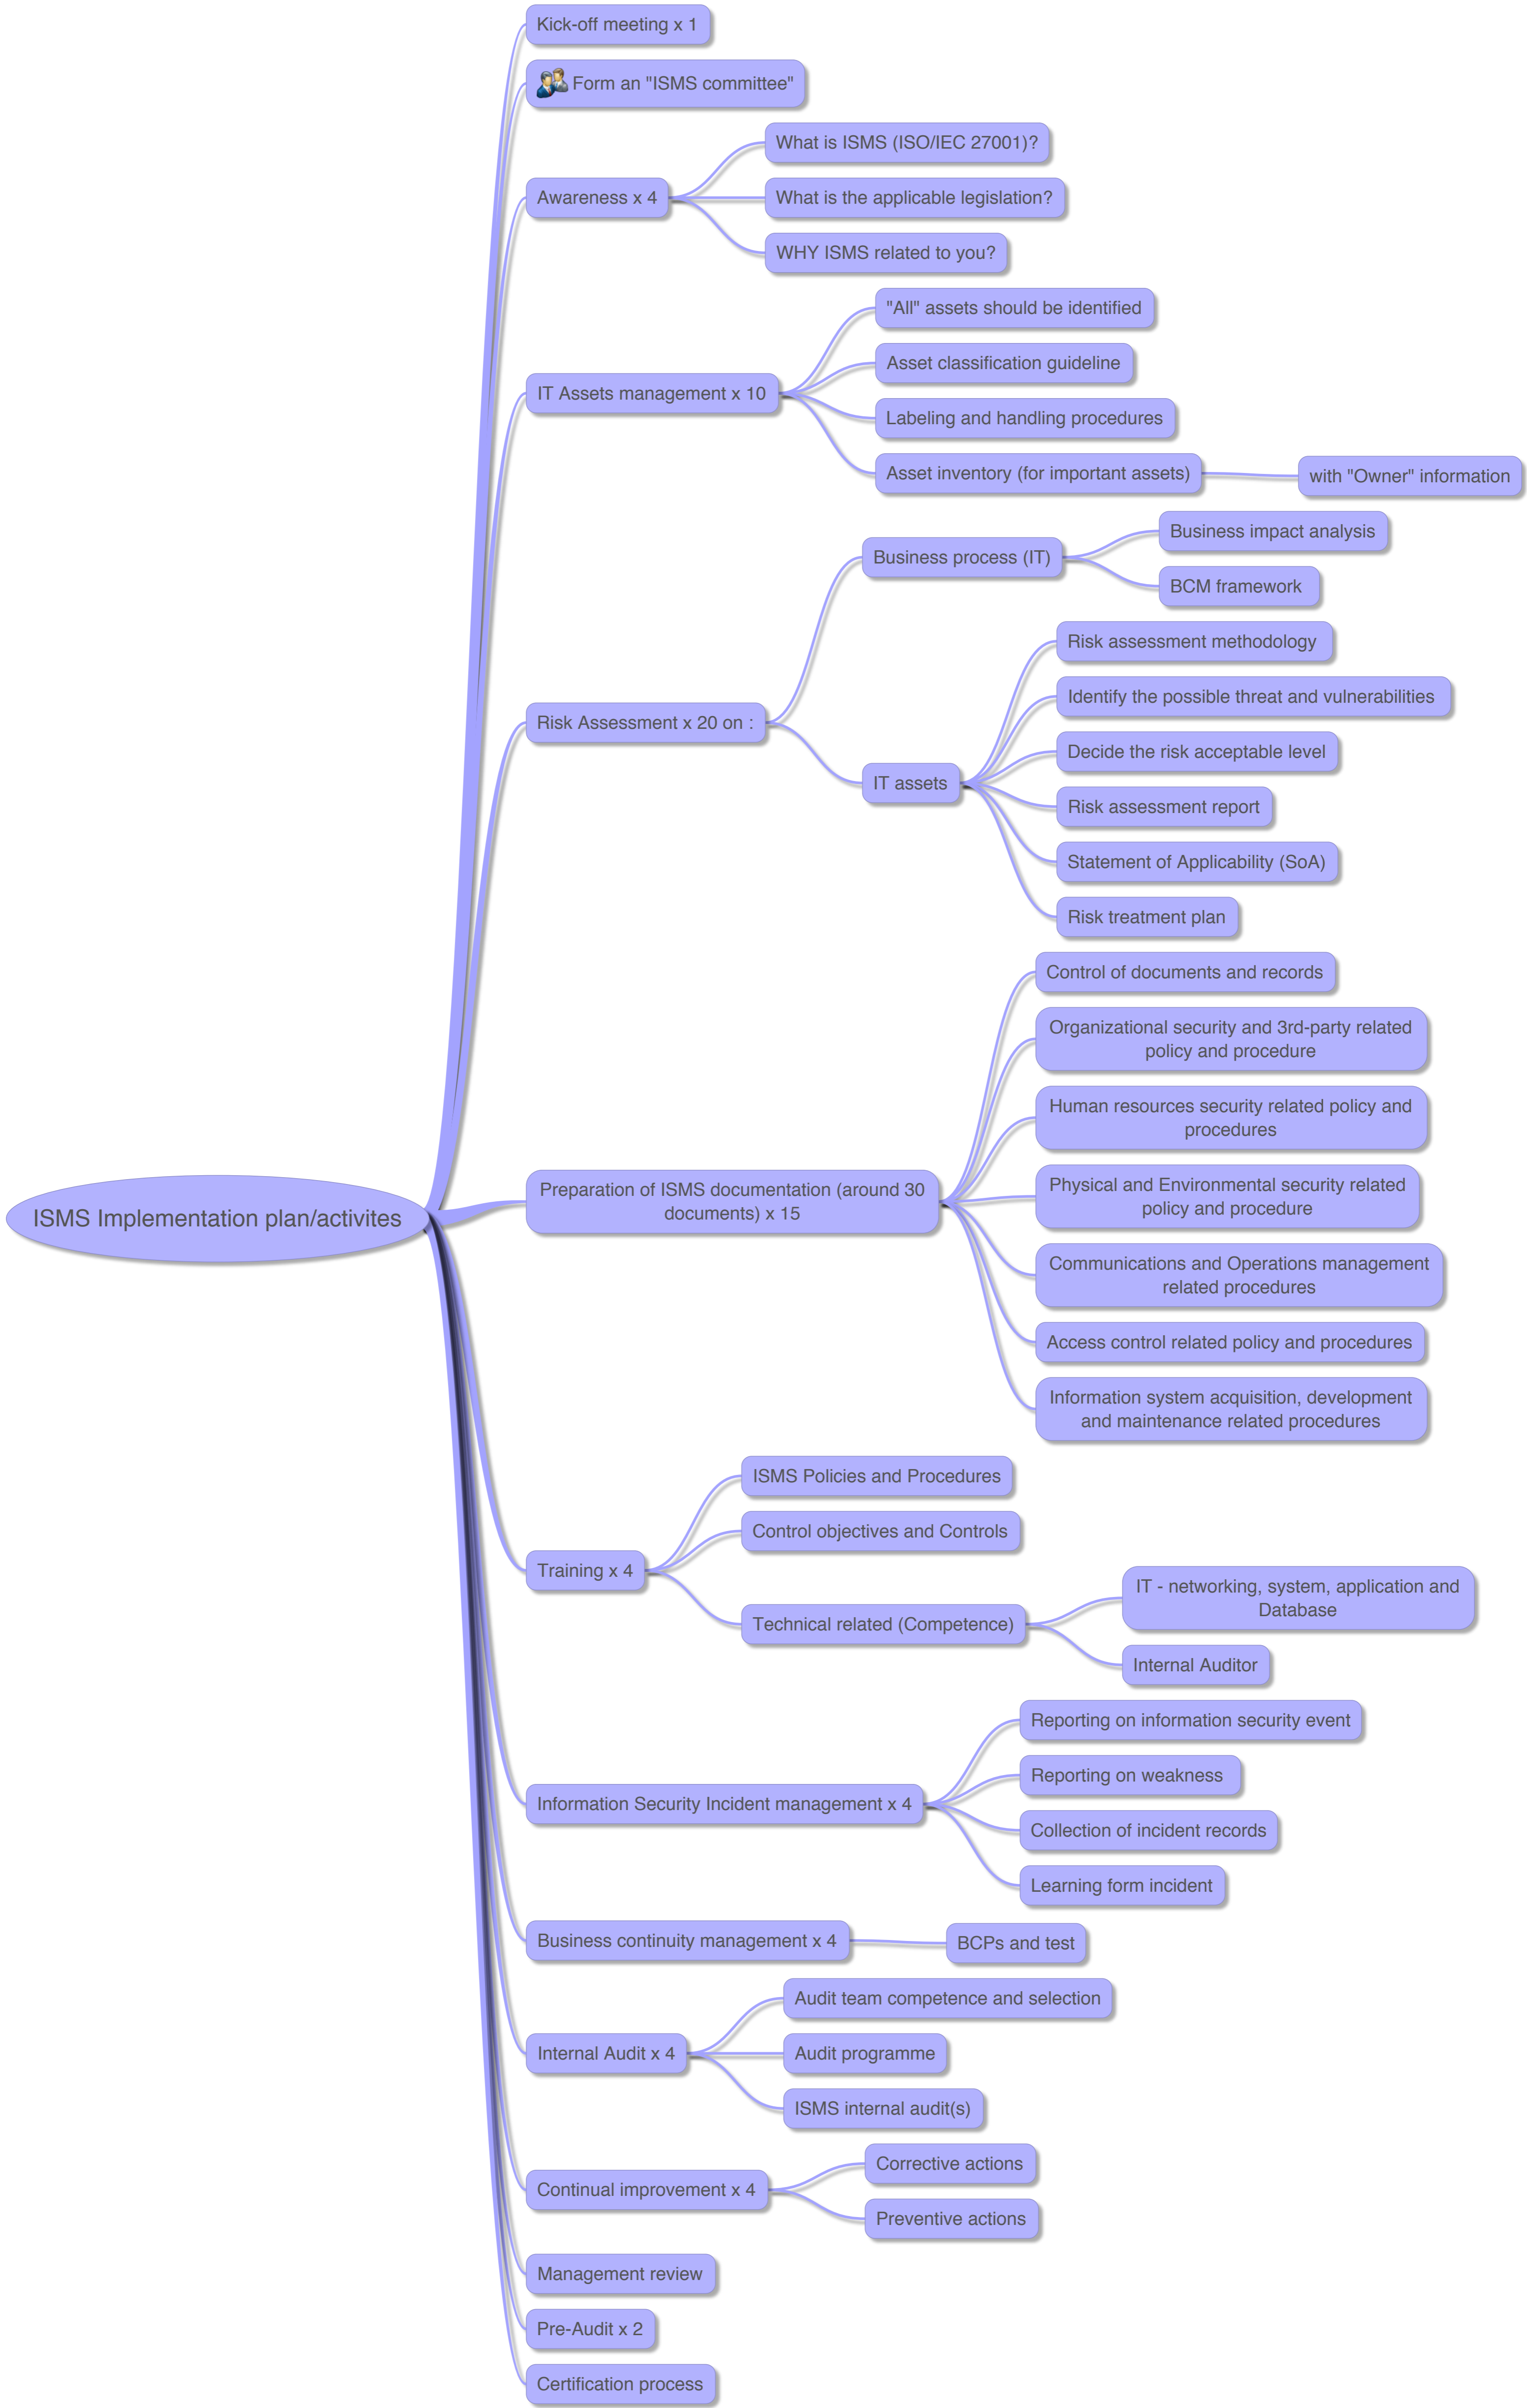 Kick-off meeting x 1
Form an "ISMS committee"
What is ISMS (ISO/IEC 27001)?
Awareness x 4
What is the applicable legislation?
WHY ISMS related to you?
"All" assets should be identified
Asset classification guideline
IT Assets management x 10
Labeling and handling procedures
Asset inventory (for important assets)
with "Owner" information
Business impact analysis
Business process (IT)
BCM framework
Risk assessment methodology
Identify the possible threat and vulnerabilities
Risk Assessment x 20 on :
Decide the risk acceptable level
IT assets
Risk assessment report
Statement of Applicability (SoA)
Risk treatment plan
Control of documents and records
Organizational security and 3rd-party related
policy and procedure
Human resources security related policy and
procedures
ISMS Implementation plan/activites
Preparation of ISMS documentation (around 30
documents) x 15
Physical and Environmental security related
policy and procedure
Communications and Operations management
related procedures
Access control related policy and procedures
Information system acquisition, development
and maintenance related procedures
ISMS Policies and Procedures
Control objectives and Controls
Training x 4
Technical related (Competence)
IT - networking, system, application and
Database
Internal Auditor
Reporting on information security event
Reporting on weakness
Information Security Incident management x 4
Collection of incident records
Learning form incident
Business continuity management x 4
BCPs and test
Audit team competence and selection
Internal Audit x 4
Audit programme
ISMS internal audit(s)
Corrective actions
Continual improvement x 4
Preventive actions
Management review
Pre-Audit x 2
Certification process